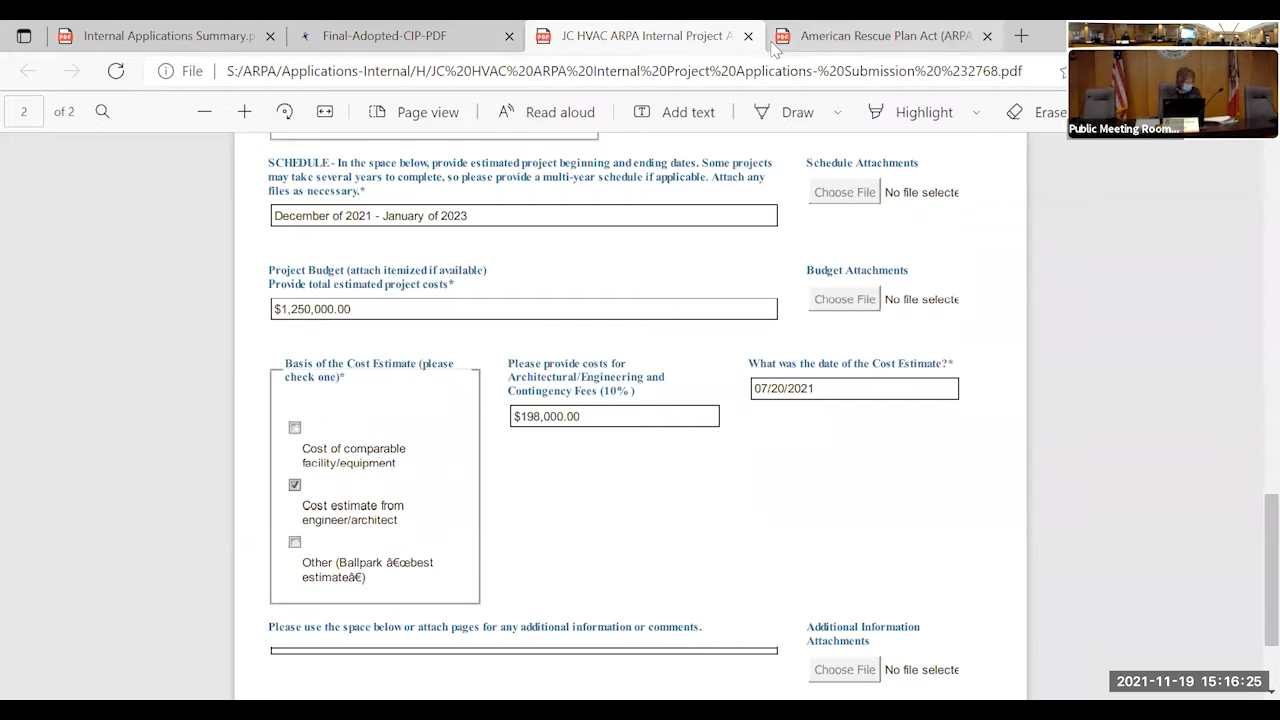 Internal Applications Summary.p
Final-Adopted-CIP-PDF
JC HVAC ARPA Internal Project A
American Rescue Plan Act (ARPA
File
S:/ARPA/Applications-Internal/H/JC%20HVAC%20ARPA%20Internal%20Project%20Applications-%20Submission%20%232768.pdf
2 of 2
Page view
Read aloud
Add text
Draw
Highlight
Erase
Public Meeting Room...
SCHEDULE - In the space below, provide estimated project beginning and ending dates. Some projects
may take several years to complete, so please provide a multi-year schedule if applicable. Attach any
files as necessary.*
Schedule Attachments
Choose File No file selecte
December of 2021 - January of 2023
Project Budget (attach itemized if available)
Provide total estimated project costs*
Budget Attachments
Choose File No file selecte
$1,250,000.00
Basis of the Cost Estimate (please
check one)*
Cost of comparable
facility/equipment
Cost estimate from
engineer/architect
Other (Ballpark â€œbest
estimateâ€)
Please provide costs for
Architectural/Engineering and
Contingency Fees (10% )
$198,000.00
What was the date of the Cost Estimate?*
07/20/2021
Please use the space below or attach pages for any additional information or comments.
Additional Information
Attachments
Choose File No file selecte
2021-11-19 15:16:25